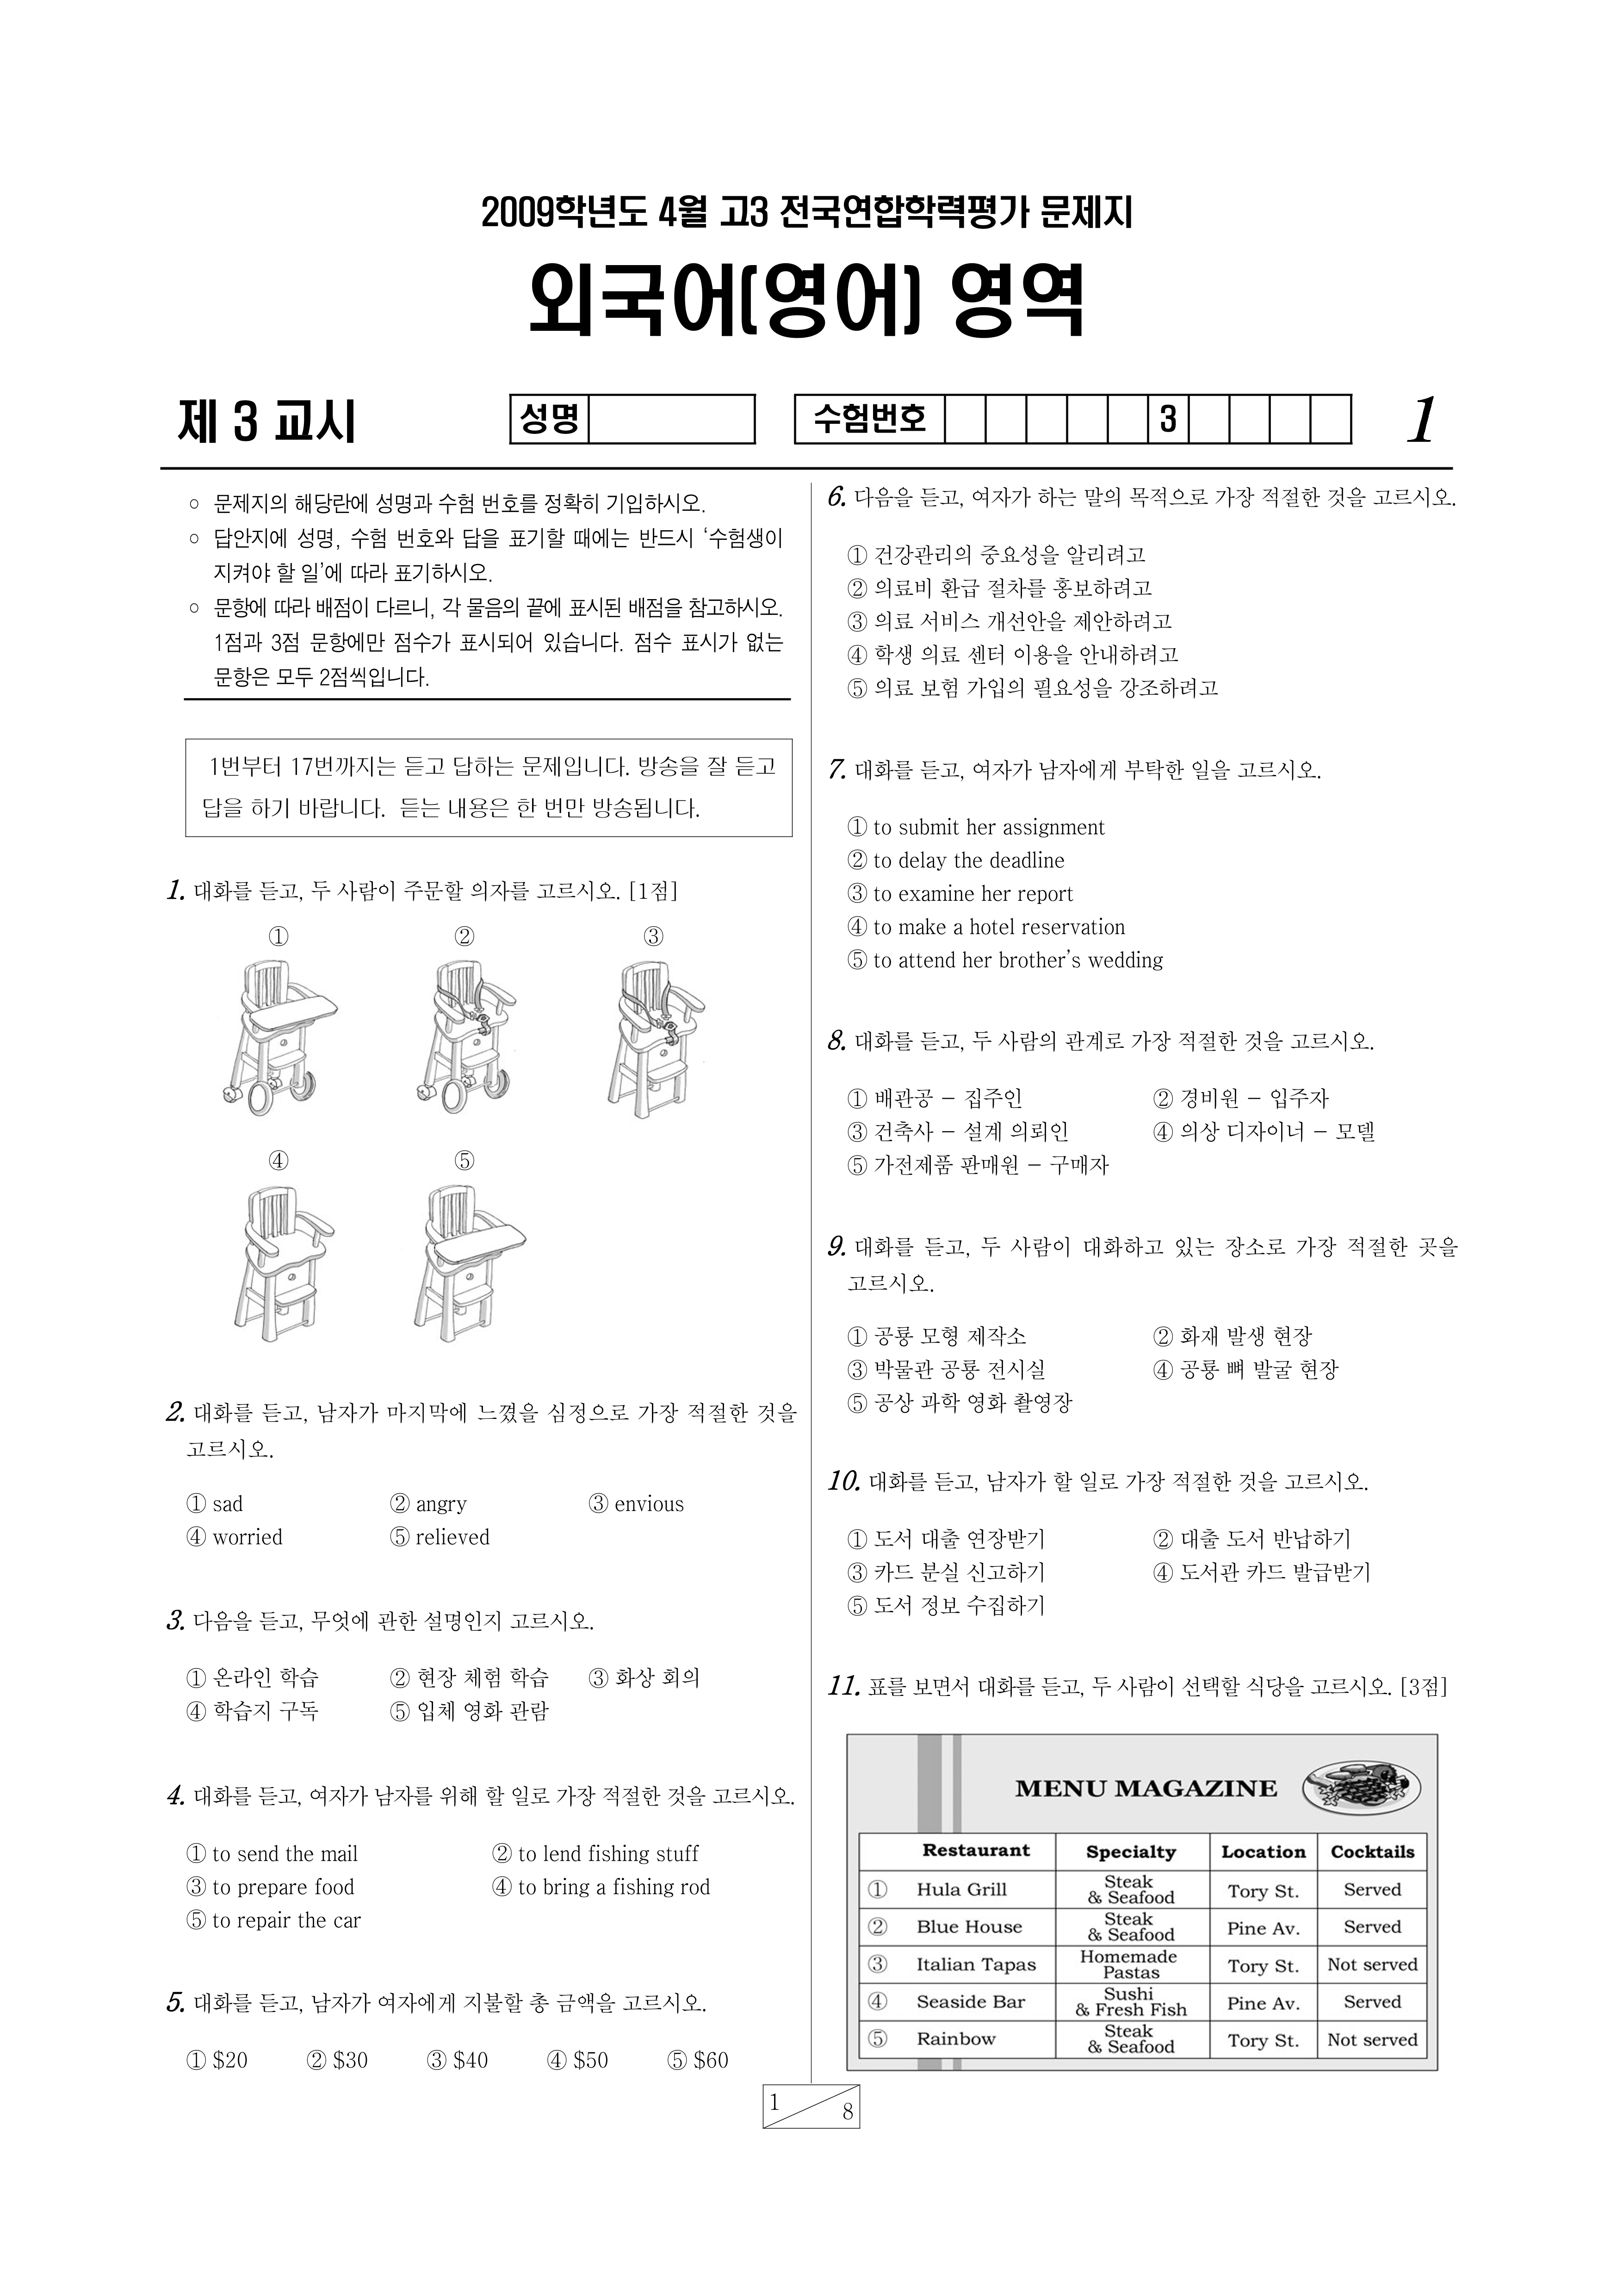 2009학년도 4월 고3 전국연합학력평가 문제지
외국어(영어) 영역
제 3 교시
성명
수험번호
3
1
○ 문제지의 해당란에 성명과 수험 번호를 정확히 기입하시오.
○ 답안지에 성명, 수험 번호와 답을 표기할 때에는 반드시 ‘수험생이
지켜야 할 일’에 따라 표기하시오.
○ 문항에 따라 배점이 다르니, 각 물음의 끝에 표시된 배점을 참고하시오.
1점과 3점 문항에만 점수가 표시되어 있습니다. 점수 표시가 없는
문항은 모두 2점씩입니다.
1번부터 17번까지는 듣고 답하는 문제입니다. 방송을 잘 듣고
답을 하기 바랍니다. 듣는 내용은 한 번만 방송됩니다.
1. 대화를 듣고, 두 사람이 주문할 의자를 고르시오. [1점]
① ② ③
④ ⑤
2. 대화를 듣고, 남자가 마지막에 느꼈을 심정으로 가장 적절한 것을
고르시오.
① sad ② angry ③ envious
④ worried ⑤ relieved
3. 다음을 듣고, 무엇에 관한 설명인지 고르시오.
① 온라인 학습 ② 현장 체험 학습 ③ 화상 회의
④ 학습지 구독 ⑤ 입체 영화 관람
4. 대화를 듣고, 여자가 남자를 위해 할 일로 가장 적절한 것을 고르시오.
① to send the mail ② to lend fishing stuff
③ to prepare food ④ to bring a fishing rod
⑤ to repair the car
5. 대화를 듣고, 남자가 여자에게 지불할 총 금액을 고르시오.
① $20 ② $30 ③ $40 ④ $50 ⑤ $60
6. 다음을 듣고, 여자가 하는 말의 목적으로 가장 적절한 것을 고르시오.
① 건강관리의 중요성을 알리려고
② 의료비 환급 절차를 홍보하려고
③ 의료 서비스 개선안을 제안하려고
④ 학생 의료 센터 이용을 안내하려고
⑤ 의료 보험 가입의 필요성을 강조하려고
7. 대화를 듣고, 여자가 남자에게 부탁한 일을 고르시오.
① to submit her assignment
② to delay the deadline
③ to examine her report
④ to make a hotel reservation
⑤ to attend her brother's wedding
8. 대화를 듣고, 두 사람의 관계로 가장 적절한 것을 고르시오.
① 배관공 － 집주인 ② 경비원 － 입주자
③ 건축사 － 설계 의뢰인 ④ 의상 디자이너 － 모델
⑤ 가전제품 판매원 － 구매자
9. 대화를 듣고, 두 사람이 대화하고 있는 장소로 가장 적절한 곳을
고르시오.
① 공룡 모형 제작소 ② 화재 발생 현장
③ 박물관 공룡 전시실 ④ 공룡 뼈 발굴 현장
⑤ 공상 과학 영화 촬영장
10. 대화를 듣고, 남자가 할 일로 가장 적절한 것을 고르시오.
① 도서 대출 연장받기 ② 대출 도서 반납하기
③ 카드 분실 신고하기 ④ 도서관 카드 발급받기
⑤ 도서 정보 수집하기
11. 표를 보면서 대화를 듣고, 두 사람이 선택할 식당을 고르시오. [3점]
MENU MAGAZINE
Restaurant Specialty Location Cocktails
① Hula Grill Steak & Seafood Tory St. Served
② Blue House Steak & Seafood Pine Av. Served
③ Italian Tapas Homemade Pastas Tory St. Not served
④ Seaside Bar Sushi & Fresh Fish Pine Av. Served
⑤ Rainbow Steak & Seafood Tory St. Not served
1
8